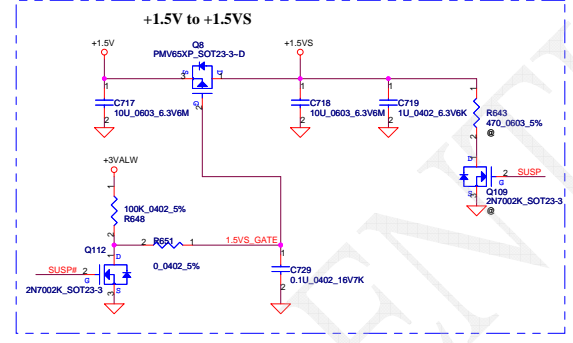 +1.5V to +1.5VS
+1.5V
Q8
PMV65XP_SOT23-3~D
+1.5VS
3
S
D
1
G
2
1
C717
10U_0603_6.3V6M
2
1
C718
10U_0603_6.3V6M
2
1
C719
1U_0402_6.3V6K
2
1
R643
470_0603_5%
@
2
D
1
SUSP
2
G
S
3
Q109
2N7002K_SOT23-3
@
+3VALW
1
100K_0402_5%
R648
2
2
R651
1
1.5VS_GATE
0_0402_5%
Q112
1
D
SUSP#
2
G
S
3
2N7002K_SOT23-3
1
C729
0.1U_0402_16V7K
2